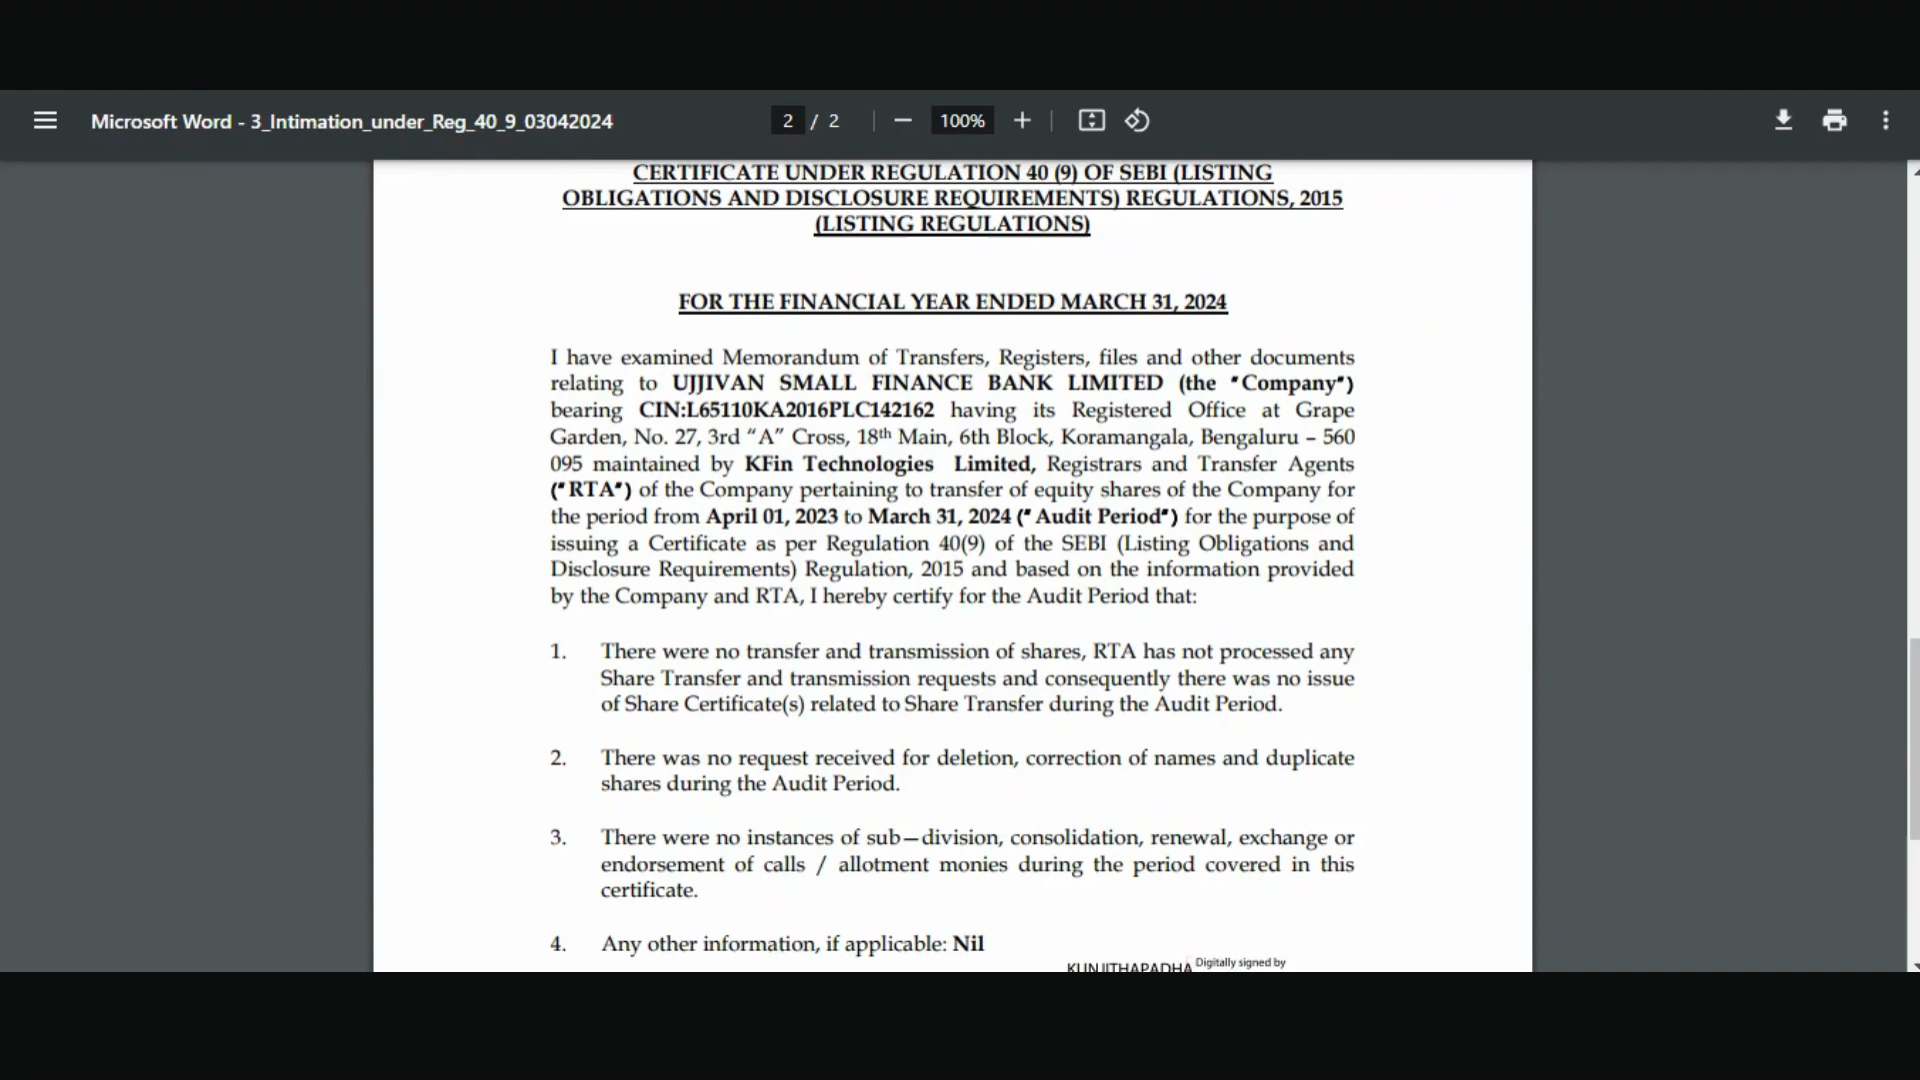 Microsoft Word - 3_Intimation_under_Reg_40_9_03042024
2 / 2
100%
CERTIFICATE UNDER REGULATION 40 (9) OF SEBI (LISTING
OBLIGATIONS AND DISCLOSURE REQUIREMENTS) REGULATIONS, 2015
(LISTING REGULATIONS)
FOR THE FINANCIAL YEAR ENDED MARCH 31, 2024
I have examined Memorandum of Transfers, Registers, files and other documents
relating to UJJIVAN SMALL FINANCE BANK LIMITED (the "Company")
bearing CIN:L65110KA2016PLC142162 having its Registered Office at Grape
Garden, No. 27, 3rd “A” Cross, 18th Main, 6th Block, Koramangala, Bengaluru – 560
095 maintained by KFin Technologies Limited, Registrars and Transfer Agents
("RTA") of the Company pertaining to transfer of equity shares of the Company for
the period from April 01, 2023 to March 31, 2024 (" Audit Period") for the purpose of
issuing a Certificate as per Regulation 40(9) of the SEBI (Listing Obligations and
Disclosure Requirements) Regulation, 2015 and based on the information provided
by the Company and RTA, I hereby certify for the Audit Period that:
1. There were no transfer and transmission of shares, RTA has not processed any
Share Transfer and transmission requests and consequently there was no issue
of Share Certificate(s) related to Share Transfer during the Audit Period.
2. There was no request received for deletion, correction of names and duplicate
shares during the Audit Period.
3. There were no instances of sub–division, consolidation, renewal, exchange or
endorsement of calls / allotment monies during the period covered in this
certificate.
4. Any other information, if applicable: Nil
KUNJITHAPADHA Digitally signed by